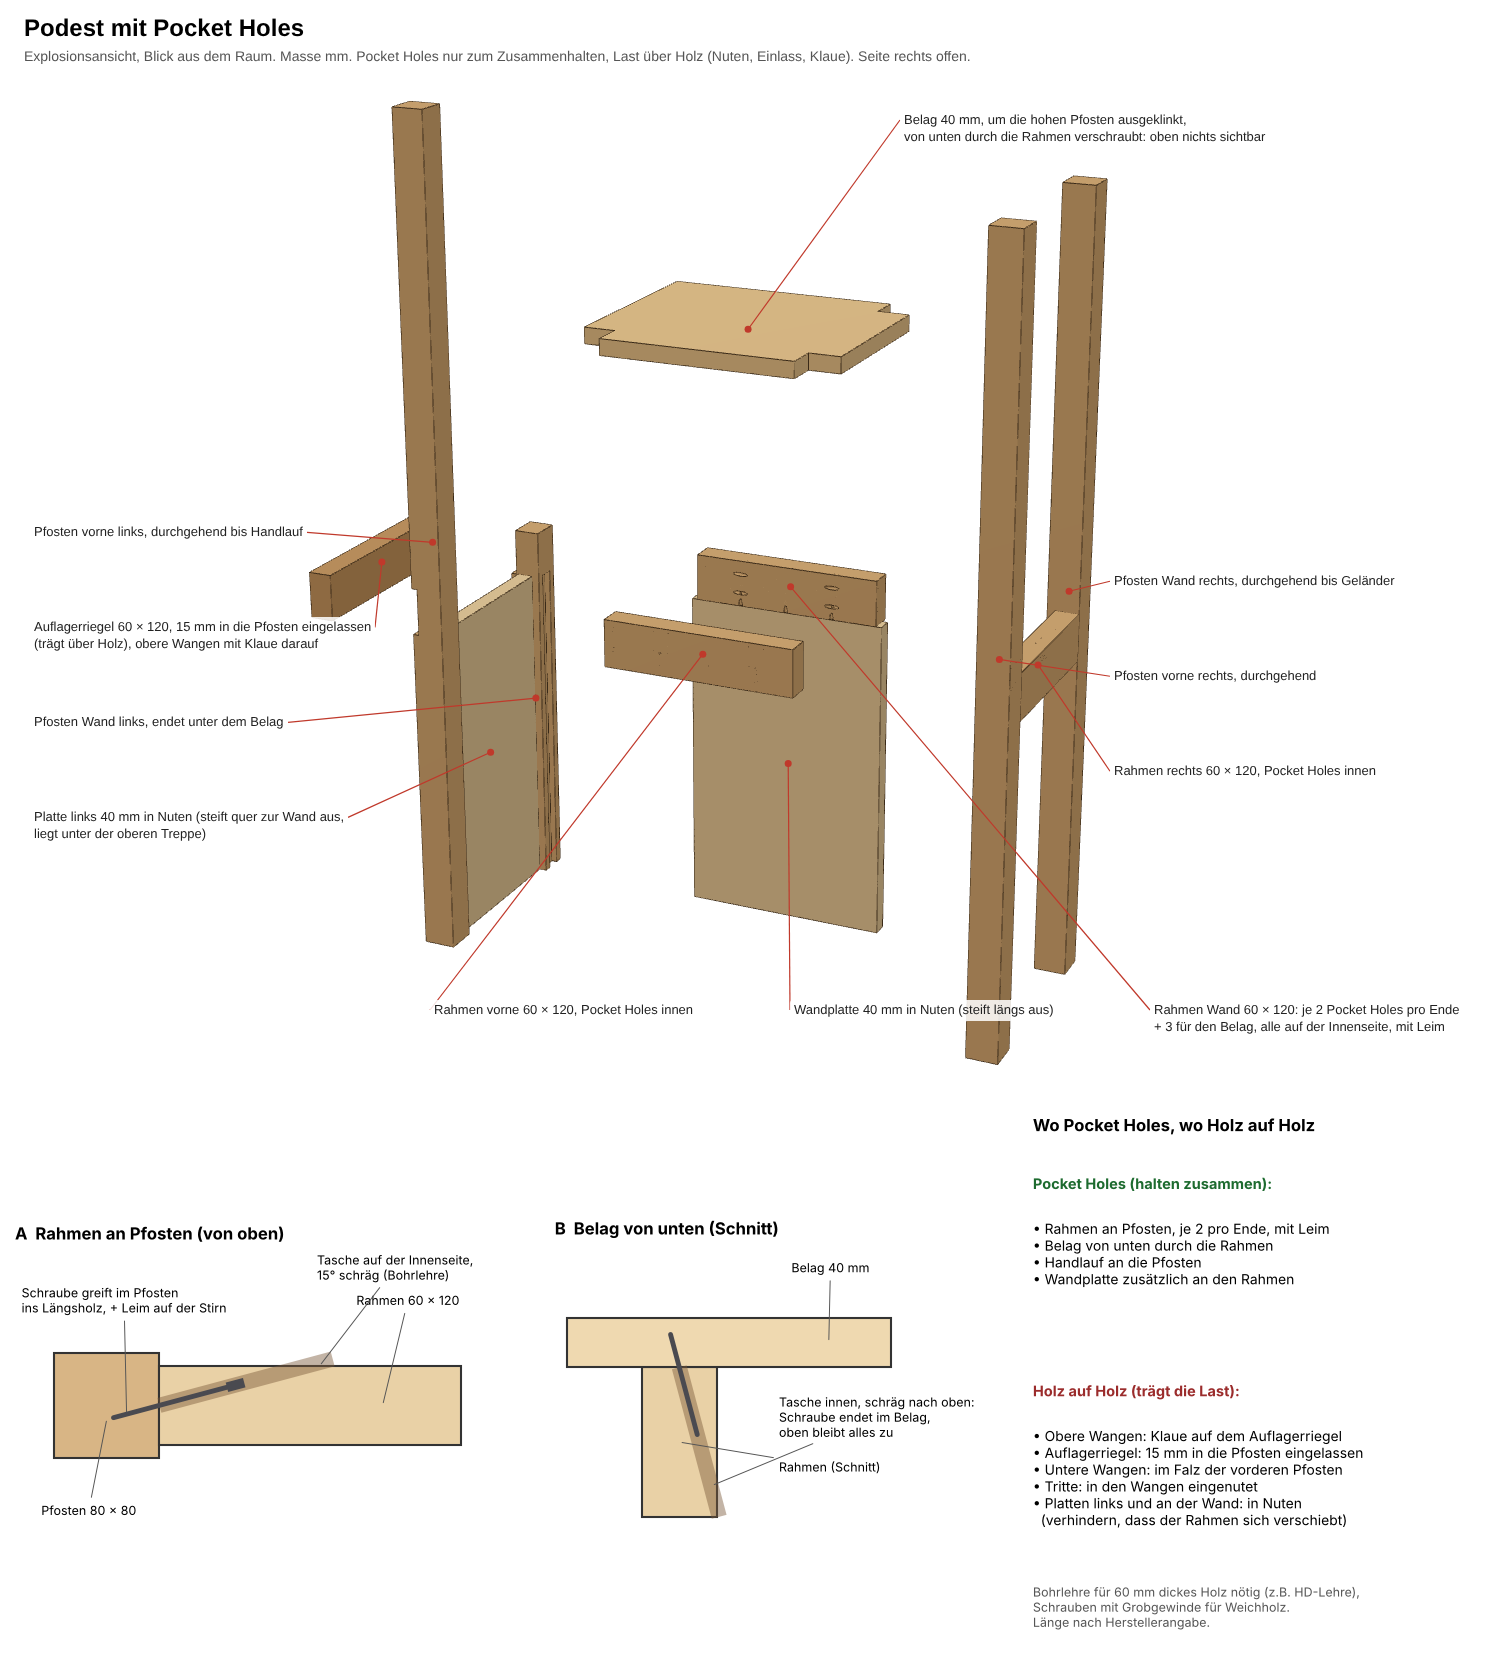 Podest mit Pocket Holes
Explosionsansicht, Blick aus dem Raum. Masse mm. Pocket Holes nur zum Zusammenhalten, Last über Holz (Nuten, Einlass, Klaue). Seite rechts offen.
Belag 40 mm, um die hohen Pfosten ausgeklinkt,
von unten durch die Rahmen verschraubt: oben nichts sichtbar
Pfosten vorne links, durchgehend bis Handlauf
Auflagerriegel 60 × 120, 15 mm in die Pfosten eingelassen
(trägt über Holz), obere Wangen mit Klaue darauf
Pfosten Wand links, endet unter dem Belag
Platte links 40 mm in Nuten (steift quer zur Wand aus,
liegt unter der oberen Treppe)
Pfosten Wand rechts, durchgehend bis Geländer
Pfosten vorne rechts, durchgehend
Rahmen rechts 60 × 120, Pocket Holes innen
Rahmen vorne 60 × 120, Pocket Holes innen
Wandplatte 40 mm in Nuten (steift längs aus)
Rahmen Wand 60 × 120: je 2 Pocket Holes pro Ende
+ 3 für den Belag, alle auf der Innenseite, mit Leim
A Rahmen an Pfosten (von oben)
Tasche auf der Innenseite,
15° schräg (Bohrlehre)
Schraube greift im Pfosten
ins Längsholz, + Leim auf der Stirn
Rahmen 60 × 120
Pfosten 80 × 80
B Belag von unten (Schnitt)
Belag 40 mm
Tasche innen, schräg nach oben:
Schraube endet im Belag,
oben bleibt alles zu
Rahmen (Schnitt)
Wo Pocket Holes, wo Holz auf Holz
Pocket Holes (halten zusammen):
• Rahmen an Pfosten, je 2 pro Ende, mit Leim
• Belag von unten durch die Rahmen
• Handlauf an die Pfosten
• Wandplatte zusätzlich an den Rahmen
Holz auf Holz (trägt die Last):
• Obere Wangen: Klaue auf dem Auflagerriegel
• Auflagerriegel: 15 mm in die Pfosten eingelassen
• Untere Wangen: im Falz der vorderen Pfosten
• Tritte: in den Wangen eingenutet
• Platten links und an der Wand: in Nuten
(verhindern, dass der Rahmen sich verschiebt)
Bohrlehre für 60 mm dickes Holz nötig (z.B. HD-Lehre),
Schrauben mit Grobgewinde für Weichholz.
Länge nach Herstellerangabe.